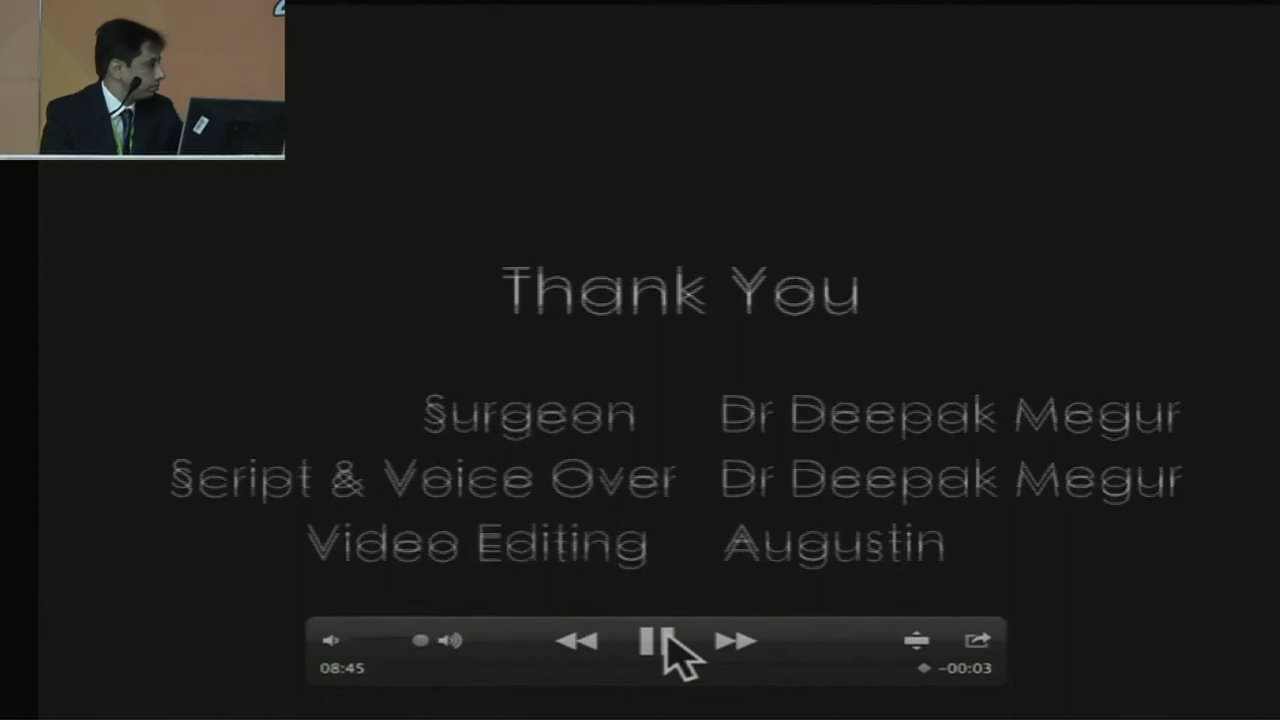 Thank You
Surgeon Dr Deepak Megur
Script & Voice Over Dr Deepak Megur
Video Editing Augustin
08:45 -00:03